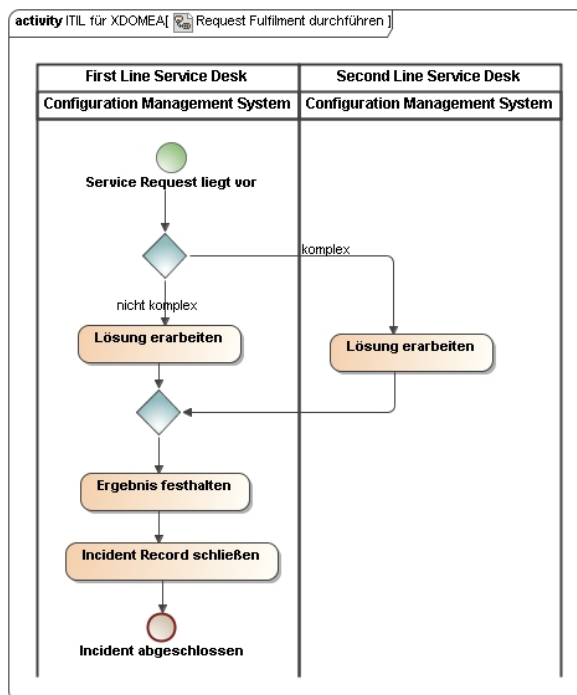 activity ITIL für XDOMEA[ Request Fulfilment durchführen ]
First Line Service Desk
Second Line Service Desk
Configuration Management System
Configuration Management System
Service Request liegt vor
komplex
nicht komplex
Lösung erarbeiten
Lösung erarbeiten
Ergebnis festhalten
Incident Record schließen
Incident abgeschlossen